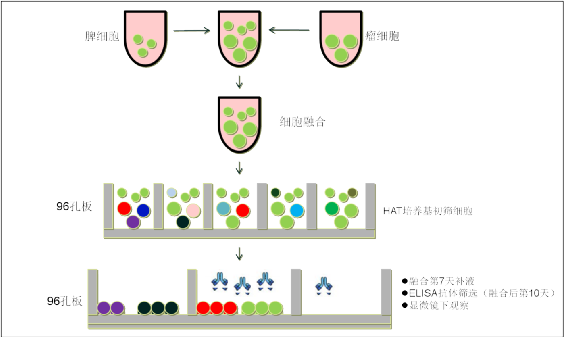 脾细胞
瘤细胞
细胞融合
96孔板
HAT培养基初筛细胞
96孔板
●融合第7天补液
●ELISA抗体筛选（融合后第10天）
●显微镜下观察